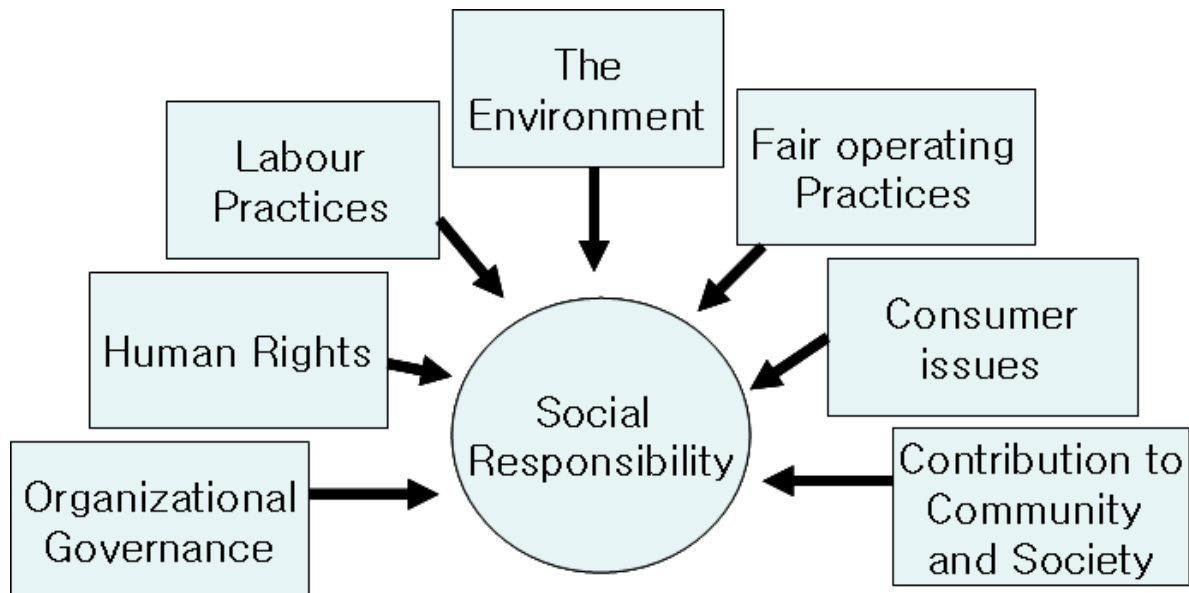 The
Environment
Labour
Practices
Fair operating
Practices
Human Rights
Consumer
issues
Social
Responsibility
Organizational
Governance
Contribution to
Community
and Society